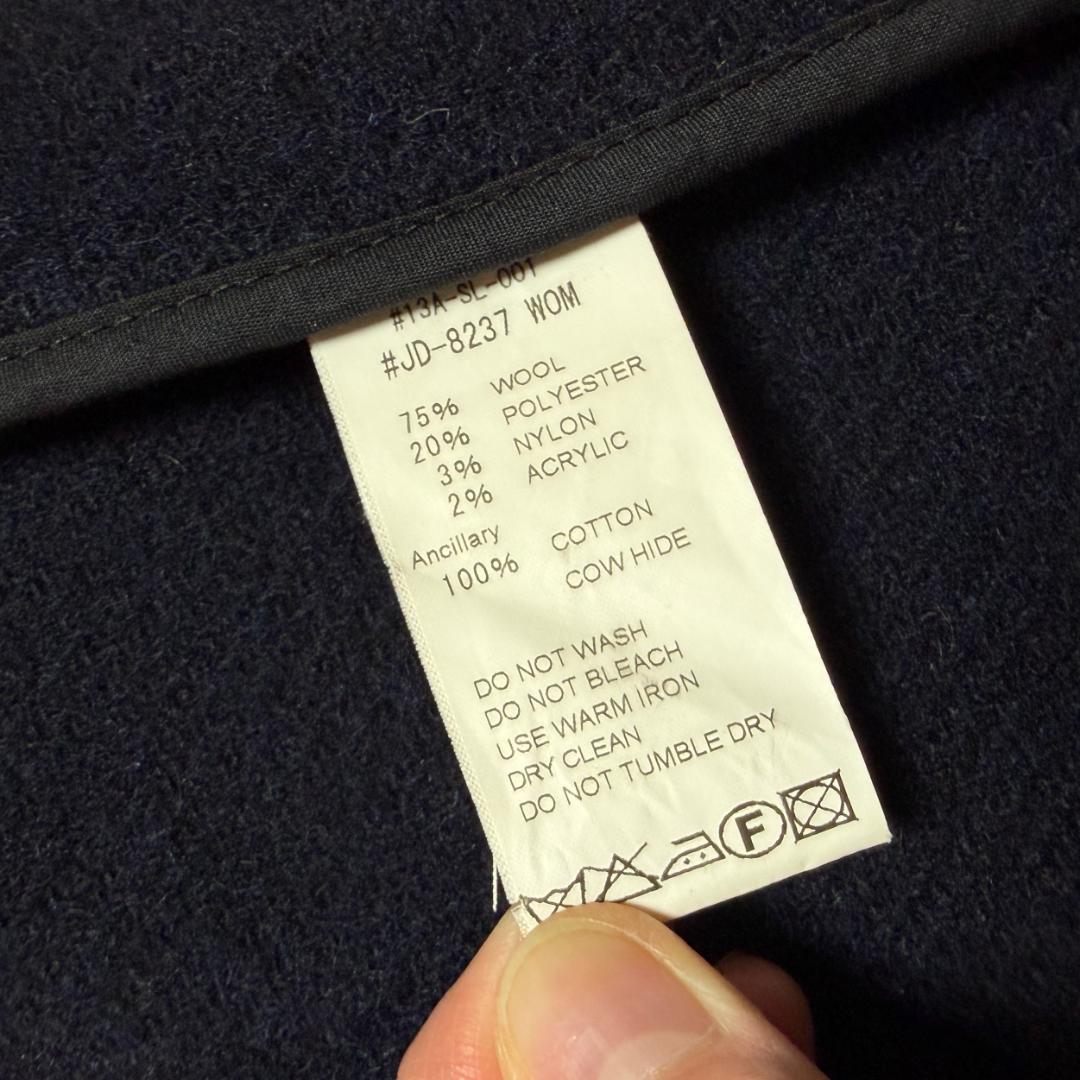 #13A-SL-001
#JD-8237 WOM
75% WOOL
20% POLYESTER
3% NYLON
2% ACRYLIC
Ancillary COTTON
100% COW HIDE
DO NOT WASH
DO NOT BLEACH
USE WARM IRON
DRY CLEAN
DO NOT TUMBLE DRY
F